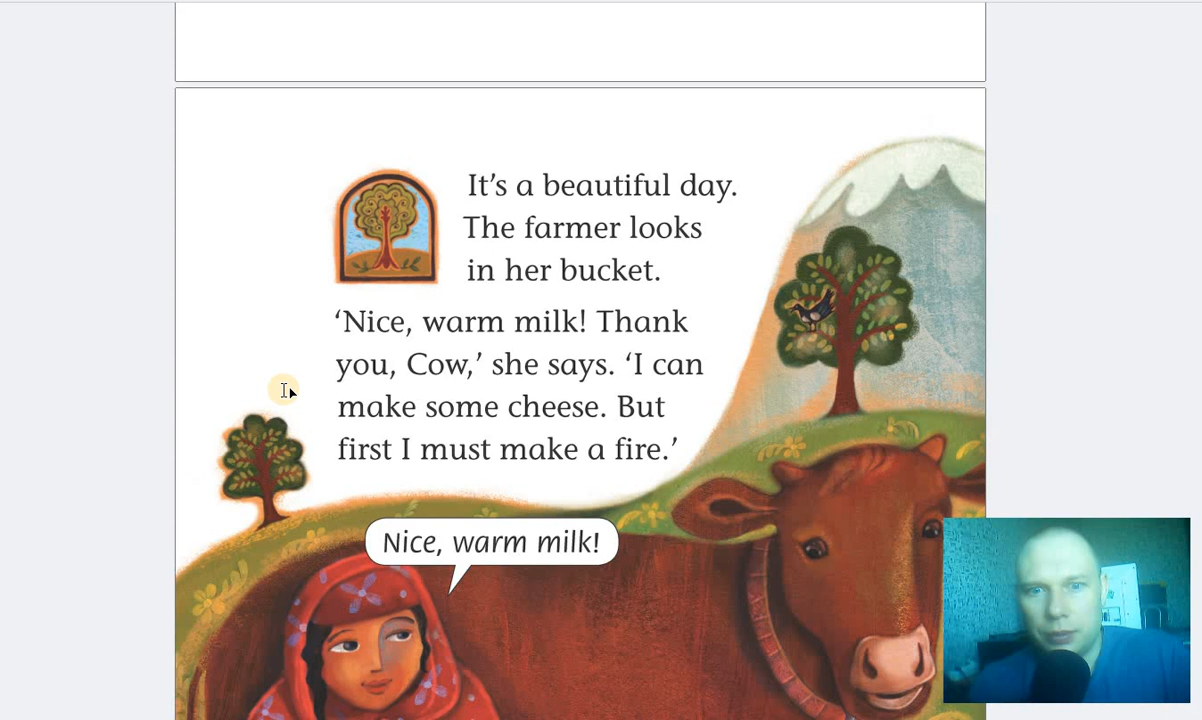 It’s a beautiful day.
The farmer looks
in her bucket.
‘Nice, warm milk! Thank
you, Cow,’ she says. ‘I can
make some cheese. But
first I must make a fire.’
Nice, warm milk!